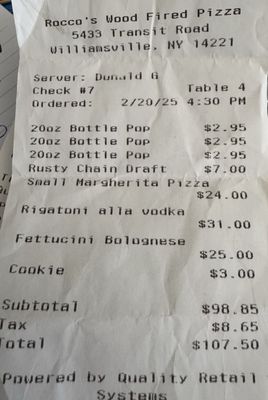 Rocco's Wood Fired Pizza
5433 Transit Road
Williamsville, NY 14221
Server: Donald G
Check #7 Table 4
Ordered: 2/20/25 4:30 PM
20oz Bottle Pop $2.95
20oz Bottle Pop $2.95
20oz Bottle Pop $2.95
Rusty Chain Draft $7.00
Small Margherita Pizza
$24.00
Rigatoni alla vodka
$31.00
Fettucini Bolognese
$25.00
Cookie $3.00
Subtotal $98.85
Tax $8.65
Total $107.50
Powered by Quality Retail
Systems